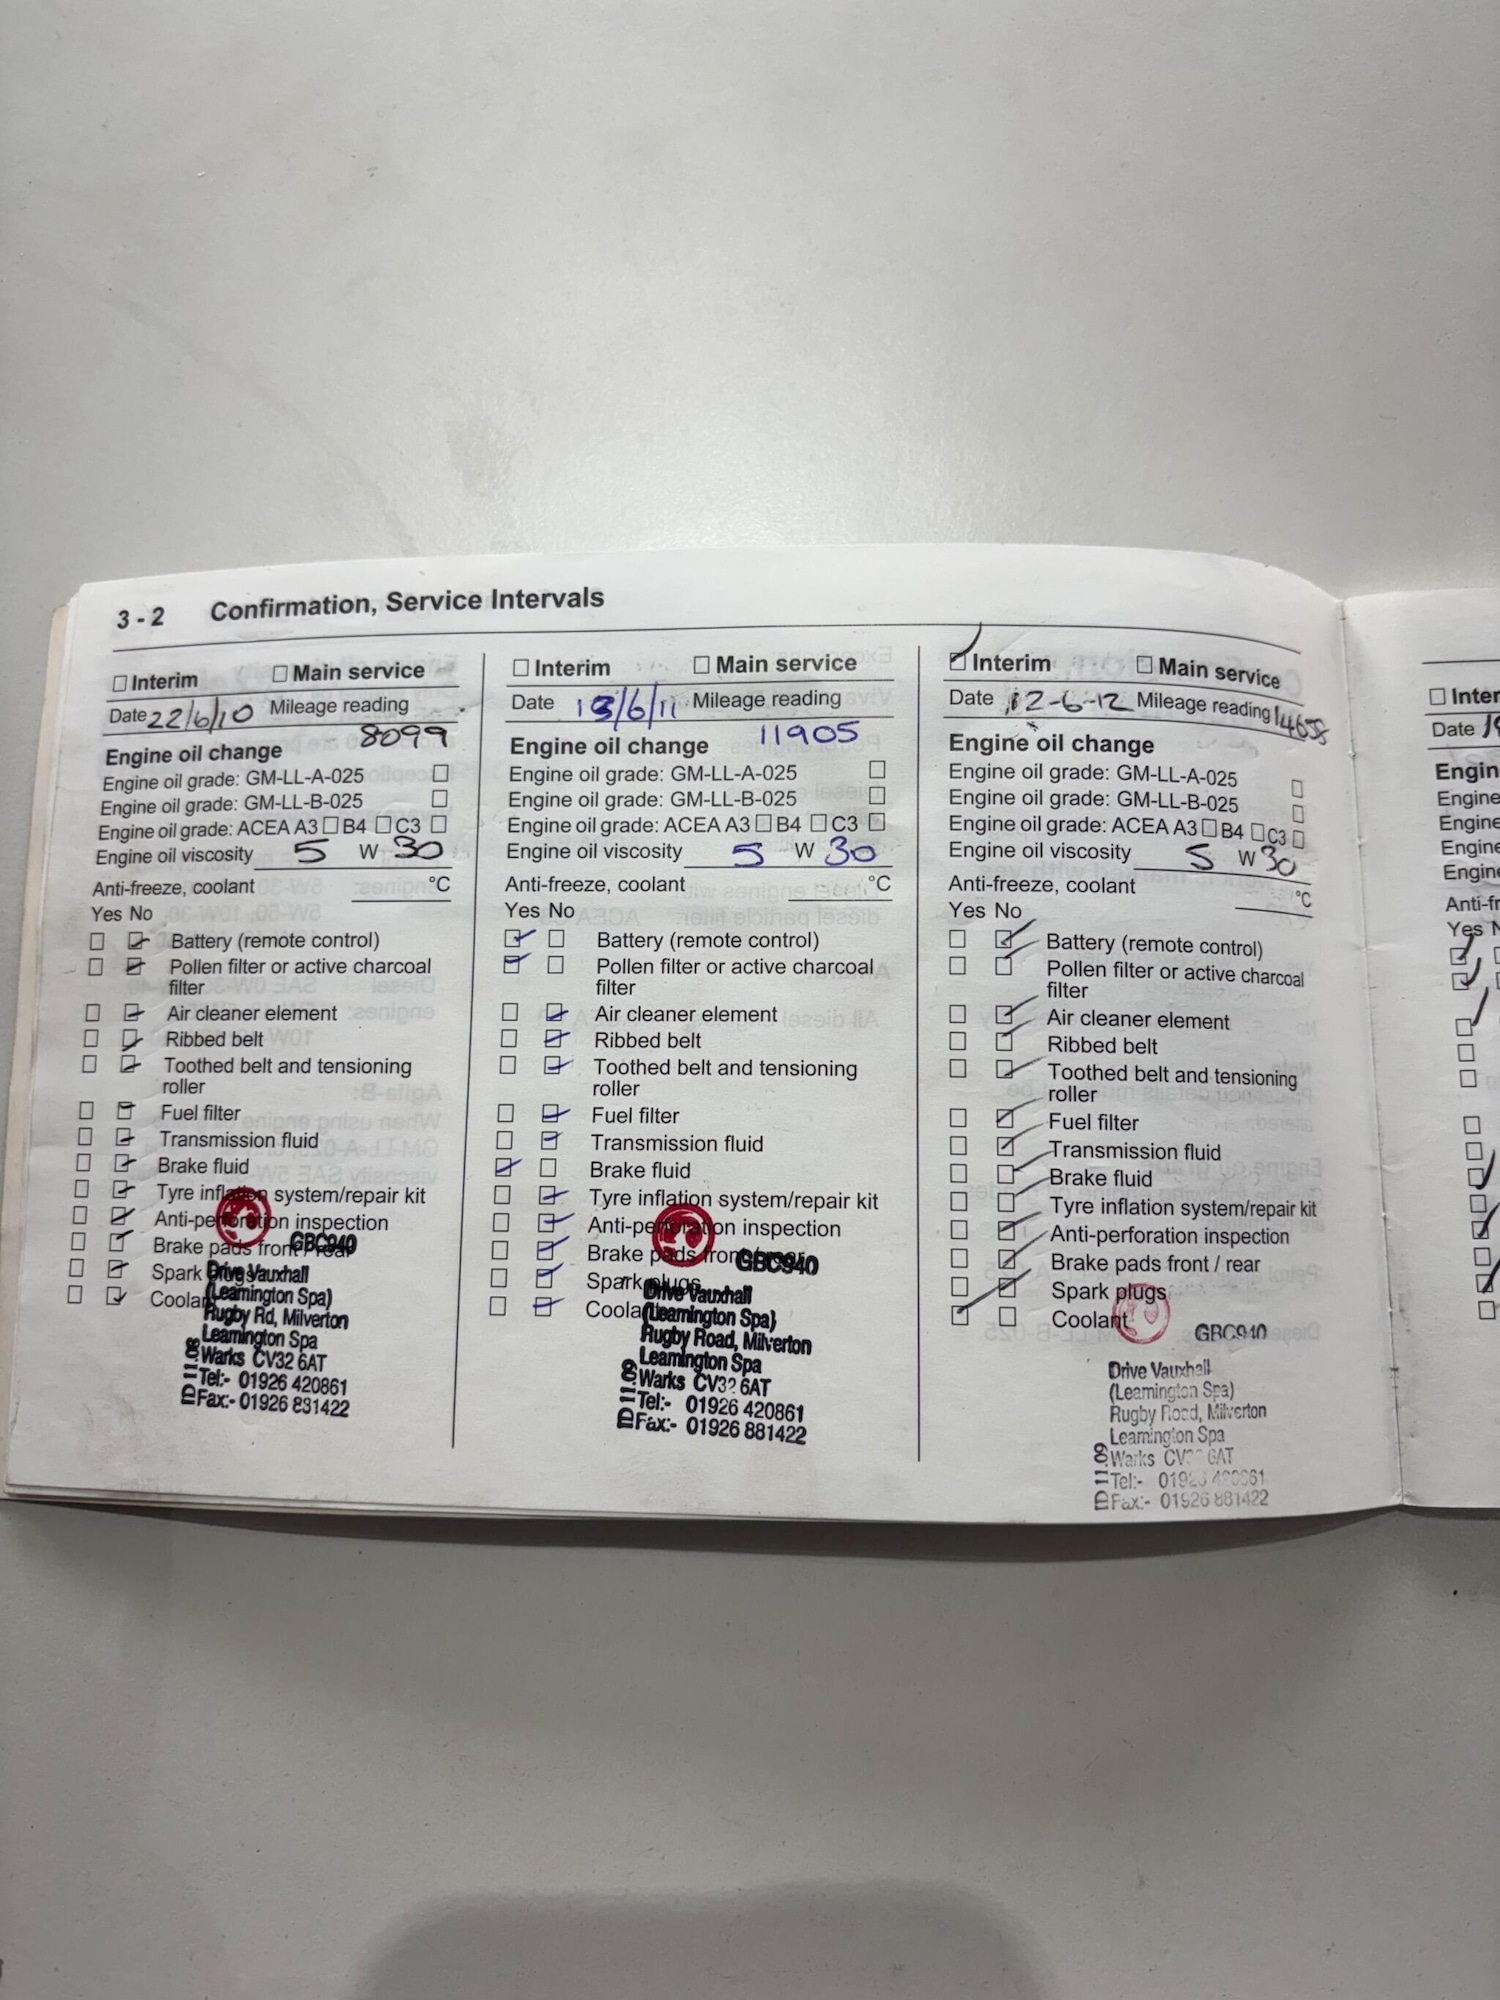 3 - 2 Confirmation, Service Intervals
Interim Main service
Date 22/6/10 Mileage reading
8099
Engine oil change
Engine oil grade: GM-LL-A-025
Engine oil grade: GM-LL-B-025
Engine oil grade: ACEA A3 B4 C3
Engine oil viscosity 5 W 30
Anti-freeze, coolant °C
Yes No
Battery (remote control)
Pollen filter or active charcoal
filter
Air cleaner element
Ribbed belt
Toothed belt and tensioning
roller
Fuel filter
Transmission fluid
Brake fluid
Tyre inflation system/repair kit
Anti-perforation inspection
Brake pads front / rear
GBC940
Spark plugs
Coolant
Drive Vauxhall
(Leamington Spa)
Rugby Rd, Milverton
Leamington Spa
Warks CV32 6AT
Tel:- 01926 420861
Fax:- 01926 881422
Interim Main service
Date 13/6/11 Mileage reading
11905
Engine oil change
Engine oil grade: GM-LL-A-025
Engine oil grade: GM-LL-B-025
Engine oil grade: ACEA A3 B4 C3
Engine oil viscosity 5 W 30
Anti-freeze, coolant °C
Yes No
Battery (remote control)
Pollen filter or active charcoal
filter
Air cleaner element
Ribbed belt
Toothed belt and tensioning
roller
Fuel filter
Transmission fluid
Brake fluid
Tyre inflation system/repair kit
Anti-perforation inspection
Brake pads front / rear
GBC940
Spark plugs
Coolant
Drive Vauxhall
(Leamington Spa)
Rugby Road, Milverton
Leamington Spa
Warks CV32 6AT
Tel:- 01926 420861
Fax:- 01926 881422
Interim Main service
Date 12-6-12 Mileage reading 14658
Engine oil change
Engine oil grade: GM-LL-A-025
Engine oil grade: GM-LL-B-025
Engine oil grade: ACEA A3 B4 C3
Engine oil viscosity 5 W 30
Anti-freeze, coolant °C
Yes No
Battery (remote control)
Pollen filter or active charcoal
filter
Air cleaner element
Ribbed belt
Toothed belt and tensioning
roller
Fuel filter
Transmission fluid
Brake fluid
Tyre inflation system/repair kit
Anti-perforation inspection
Brake pads front / rear
Spark plugs
Coolant
GBC940
Drive Vauxhall
(Leamington Spa)
Rugby Road, Milverton
Leamington Spa
Warks CV32 6AT
Tel:- 01926 420861
Fax:- 01926 881422
Inter
Date
Engin
Engine
Engine
Engine
Engine
Anti-fr
Yes N